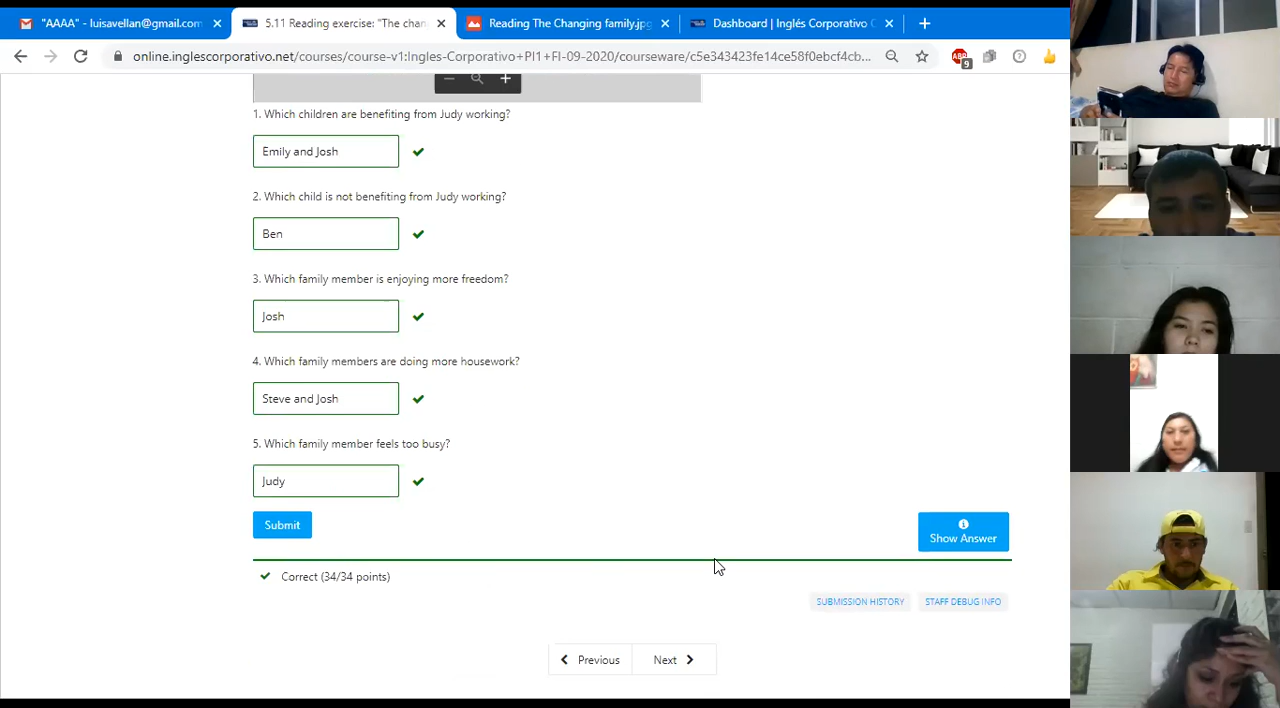 "AAAA" - luisavellan@gmail.com
5.11 Reading exercise: "The chan
Reading The Changing family.jpg
Dashboard | Inglés Corporativo C
online.inglescorporativo.net/courses/course-v1:Ingles-Corporativo+PI1+FI-09-2020/courseware/c5e343423fe14ce58f0ebcf4cb...
ABP
9
1. Which children are benefiting from Judy working?
Emily and Josh
2. Which child is not benefiting from Judy working?
Ben
3. Which family member is enjoying more freedom?
Josh
4. Which family members are doing more housework?
Steve and Josh
5. Which family member feels too busy?
Judy
Submit
Show Answer
Correct (34/34 points)
SUBMISSION HISTORY
STAFF DEBUG INFO
Previous
Next